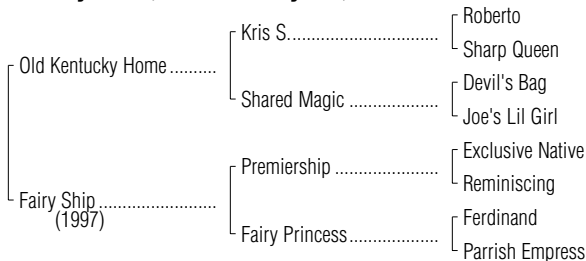 Roberto
Kris S.
Sharp Queen
Old Kentucky Home
Devil's Bag
Shared Magic
Joe's Lil Girl
Exclusive Native
Premiership
Reminiscing
Fairy Ship
(1997)
Ferdinand
Fairy Princess
Parrish Empress